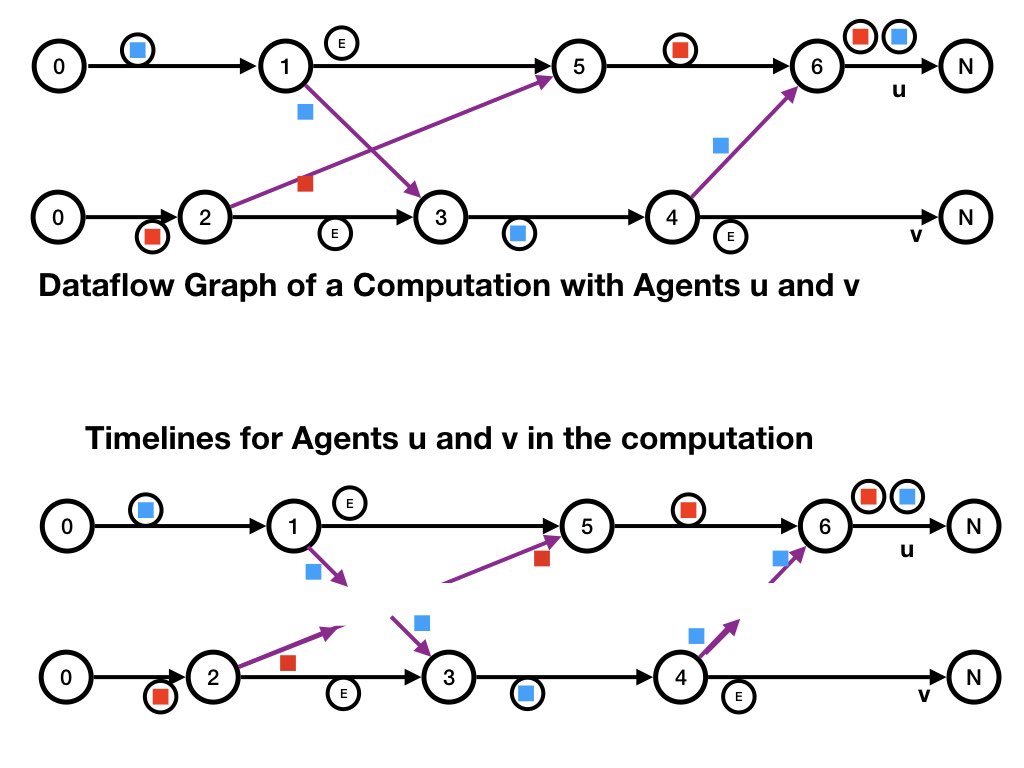 0 1 E 5 6 N
u
0 2 E 3 4 E N
v
Dataflow Graph of a Computation with Agents u and v
Timelines for Agents u and v in the computation
0 1 E 5 6 N
u
0 2 E 3 4 E N
v